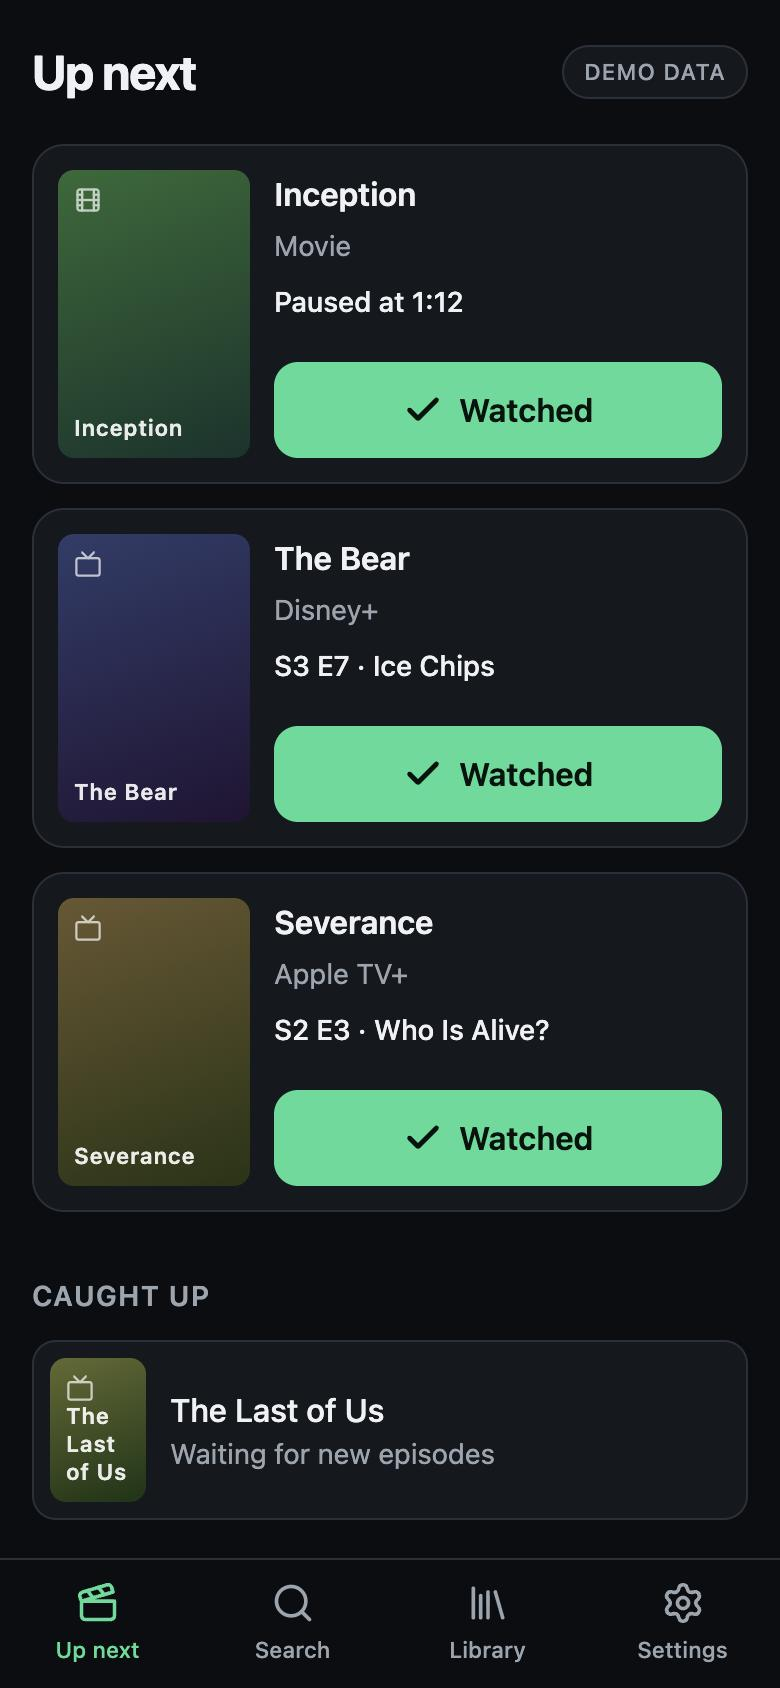 Up next
DEMO DATA
Inception
Inception
Movie
Paused at 1:12
Watched
The Bear
The Bear
Disney+
S3 E7 · Ice Chips
Watched
Severance
Severance
Apple TV+
S2 E3 · Who Is Alive?
Watched
CAUGHT UP
The
Last
of Us
The Last of Us
Waiting for new episodes
Up next
Search
Library
Settings